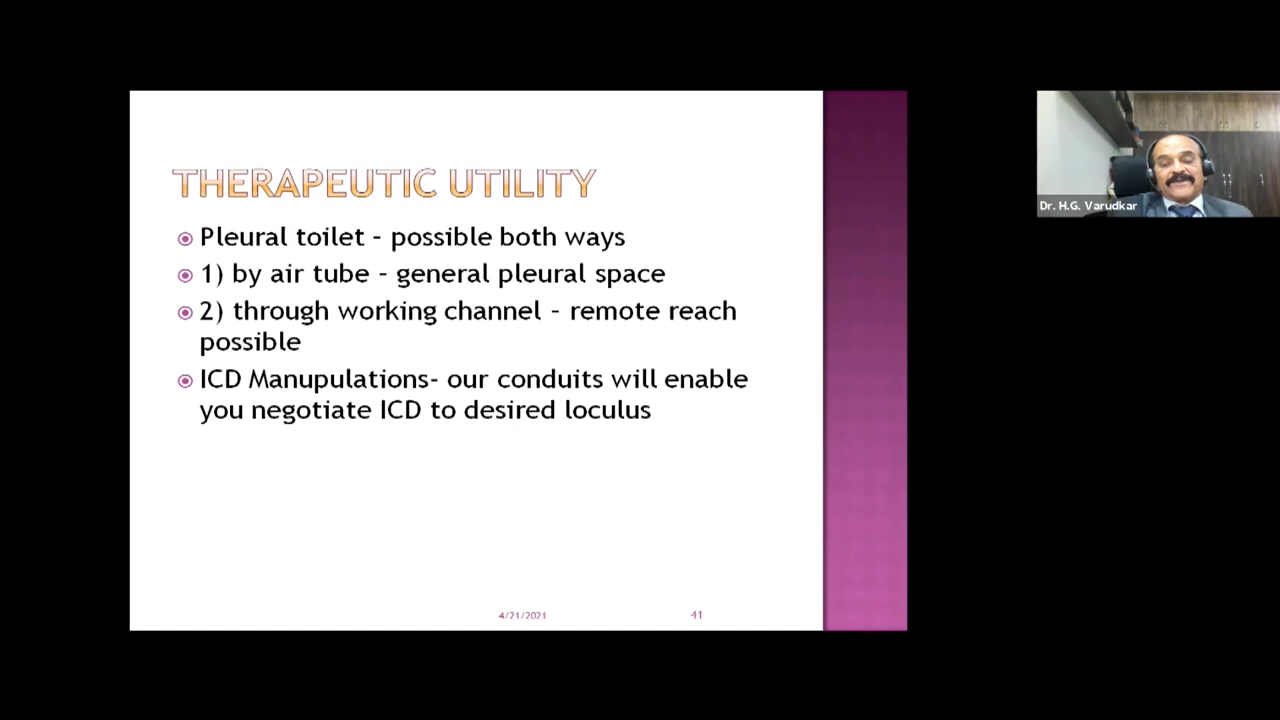 THERAPEUTIC UTILITY
Pleural toilet - possible both ways
1) by air tube - general pleural space
2) through working channel - remote reach
possible
ICD Manupulations- our conduits will enable
you negotiate ICD to desired loculus
4/21/2021
41
Dr. H.G. Varudkar